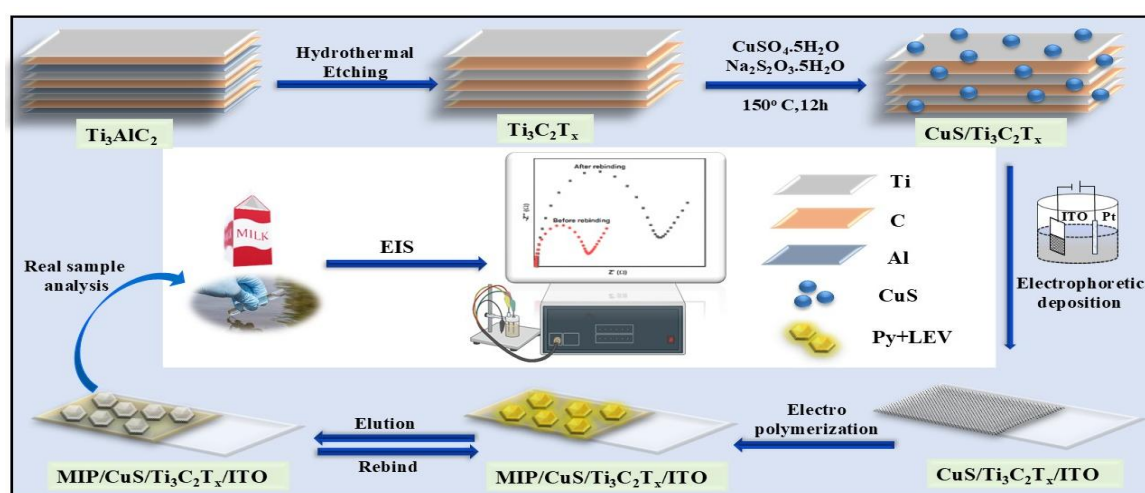 Hydrothermal
Etching
CuSO₄.5H₂O
Na₂S₂O₃.5H₂O
150° C,12h
Ti₃AlC₂
Ti₃C₂Tₓ
CuS/Ti₃C₂Tₓ
After rebinding
Before rebinding
-Z'' (Ω)
Z' (Ω)
MILK
EIS
Ti
C
Al
CuS
Py+LEV
ITO
Pt
Electrophoretic
deposition
Real sample
analysis
Elution
Rebind
Electro
polymerization
MIP/CuS/Ti₃C₂Tₓ/ITO
MIP/CuS/Ti₃C₂Tₓ/ITO
CuS/Ti₃C₂Tₓ/ITO